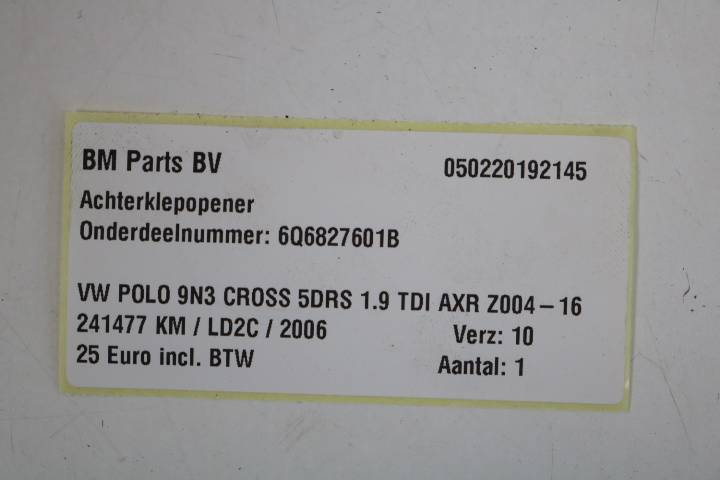 BM Parts BV 050220192145
Achterklepopener
Onderdeelnummer: 6Q6827601B
VW POLO 9N3 CROSS 5DRS 1.9 TDI AXR Z004-16
241477 KM / LD2C / 2006 Verz: 10
25 Euro incl. BTW Aantal: 1